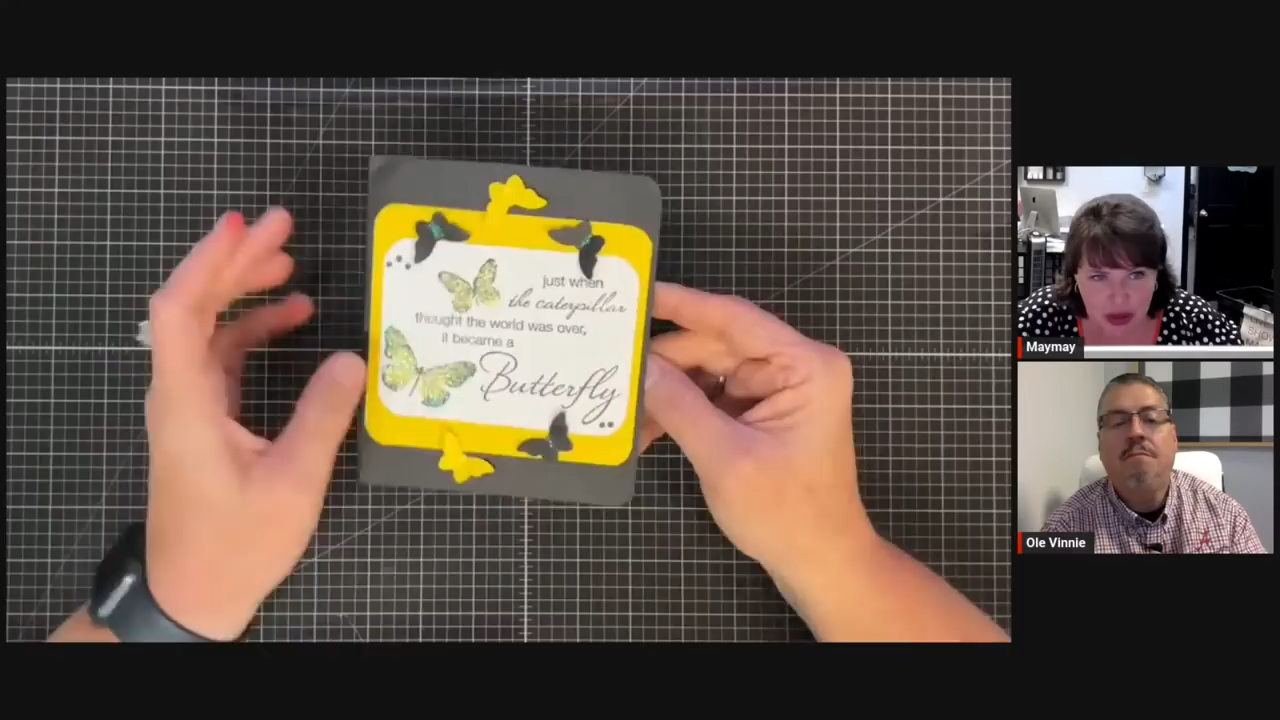 just when
the caterpillar
thought the world was over,
it became a
Butterfly
Maymay
Ole Vinnie